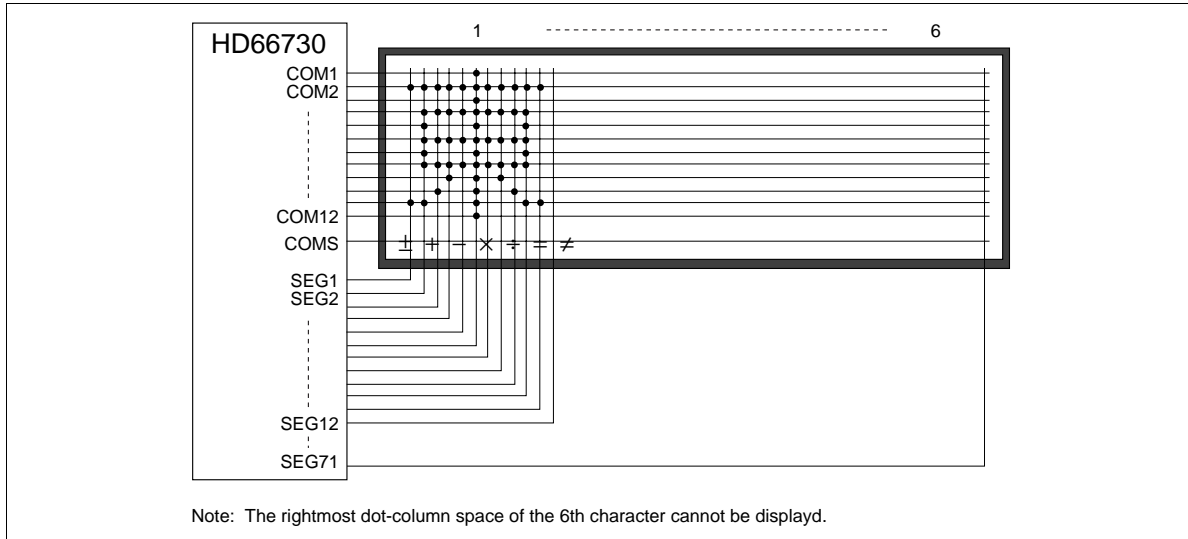 1 6
HD66730
COM1
COM2
COM12
COMS
± + − × ÷ = ≠
SEG1
SEG2
SEG12
SEG71
Note: The rightmost dot-column space of the 6th character cannot be displayd.